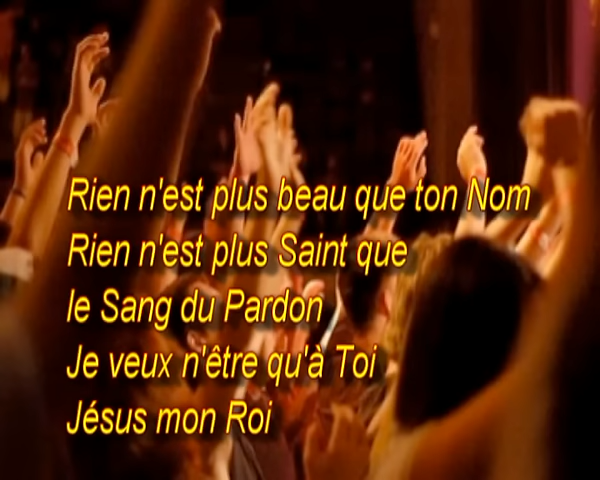 Rien n'est plus beau que ton Nom
Rien n'est plus Saint que
le Sang du Pardon
Je veux n'être qu'à Toi
Jésus mon Roi